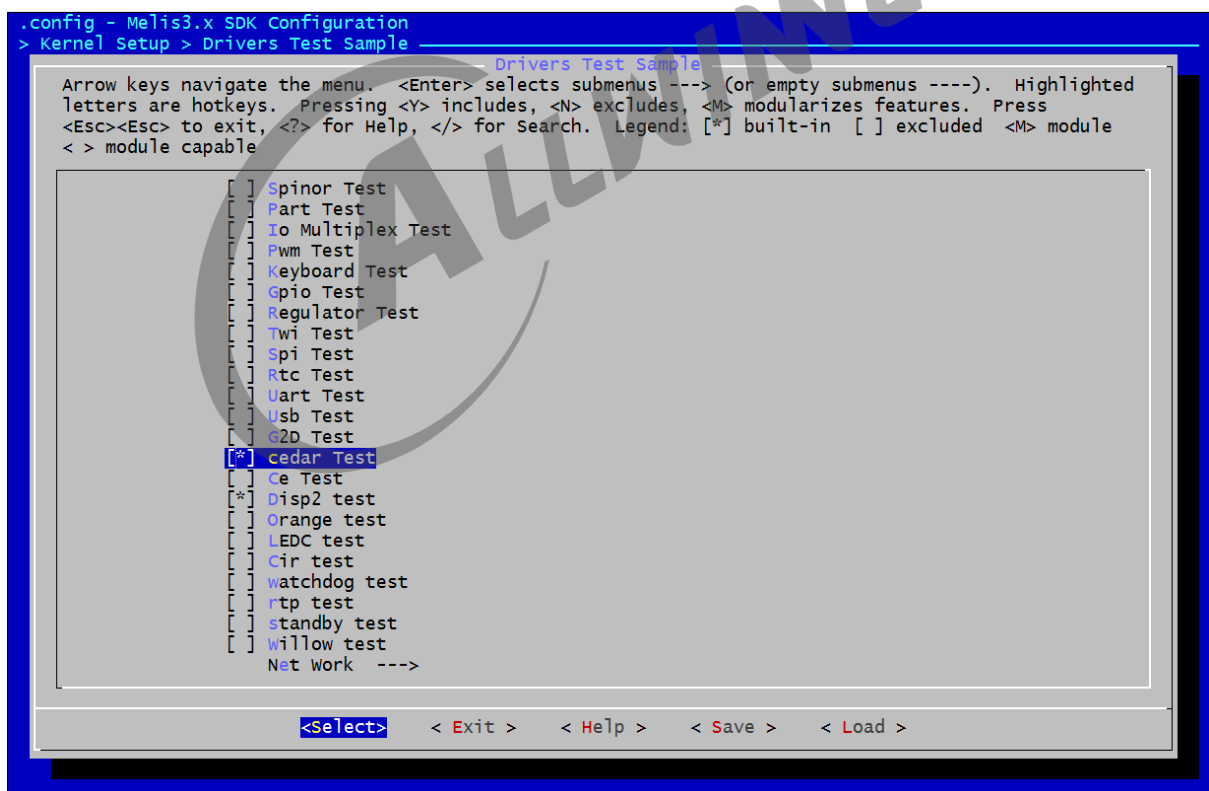 .config - Melis3.x SDK Configuration
> Kernel Setup > Drivers Test Sample
Drivers Test Sample
Arrow keys navigate the menu. <Enter> selects submenus ---> (or empty submenus ----). Highlighted
letters are hotkeys. Pressing <Y> includes, <N> excludes, <M> modularizes features. Press
<Esc><Esc> to exit, <?> for Help, </> for Search. Legend: [*] built-in [ ] excluded <M> module
< > module capable
[ ] Spinor Test
[ ] Part Test
[ ] Io Multiplex Test
[ ] Pwm Test
[ ] Keyboard Test
[ ] Gpio Test
[ ] Regulator Test
[ ] Twi Test
[ ] Spi Test
[ ] Rtc Test
[ ] Uart Test
[ ] Usb Test
[ ] G2D Test
[*] cedar Test
[ ] Ce Test
[*] Disp2 test
[ ] Orange test
[ ] LEDC test
[ ] Cir test
[ ] watchdog test
[ ] rtp test
[ ] standby test
[ ] Willow test
Net Work --->
<Select> < Exit > < Help > < Save > < Load >